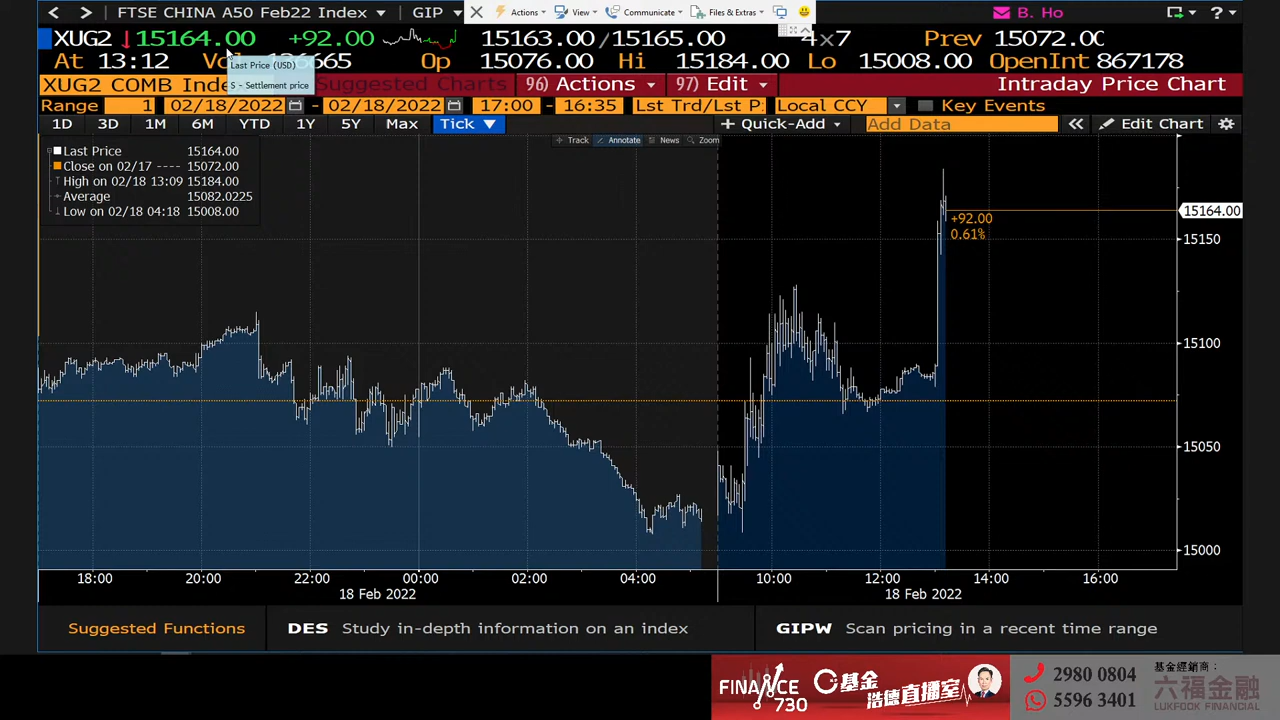 FTSE CHINA A50 Feb22 Index GIP Actions View Communicate Files & Extras B. Ho ?
XUG2 15164.00 +92.00 15163.00/15165.00 4×7 Prev 15072.00
At 13:12 Op 15076.00 Hi 15184.00 Lo 15008.00 OpenInt 867178
Last Price (USD)
S - Settlement price
XUG2 COMB Suggested Charts 96) Actions 97) Edit Intraday Price Chart
Range 1 02/18/2022 - 02/18/2022 17:00 - 16:35 Lst Trd/Lst P Local CCY Key Events
1D 3D 1M 6M YTD 1Y 5Y Max Tick + Quick-Add Add Data « Edit Chart
Track Annotate News Zoom
Last Price 15164.00
Close on 02/17 ---- 15072.00
High on 02/18 13:09 15184.00
Average 15082.0225
Low on 02/18 04:18 15008.00
15164.00
+92.00
0.61%
15150
15100
15050
15000
18:00 20:00 22:00 00:00 02:00 04:00 10:00 12:00 14:00 16:00
18 Feb 2022 18 Feb 2022
Suggested Functions DES Study in-depth information on an index GIPW Scan pricing in a recent time range
FINANCE
730
基金
浩德直播室
2980 0804
5596 3401
基金經銷商：
六福金融
LUKFOOK FINANCIAL